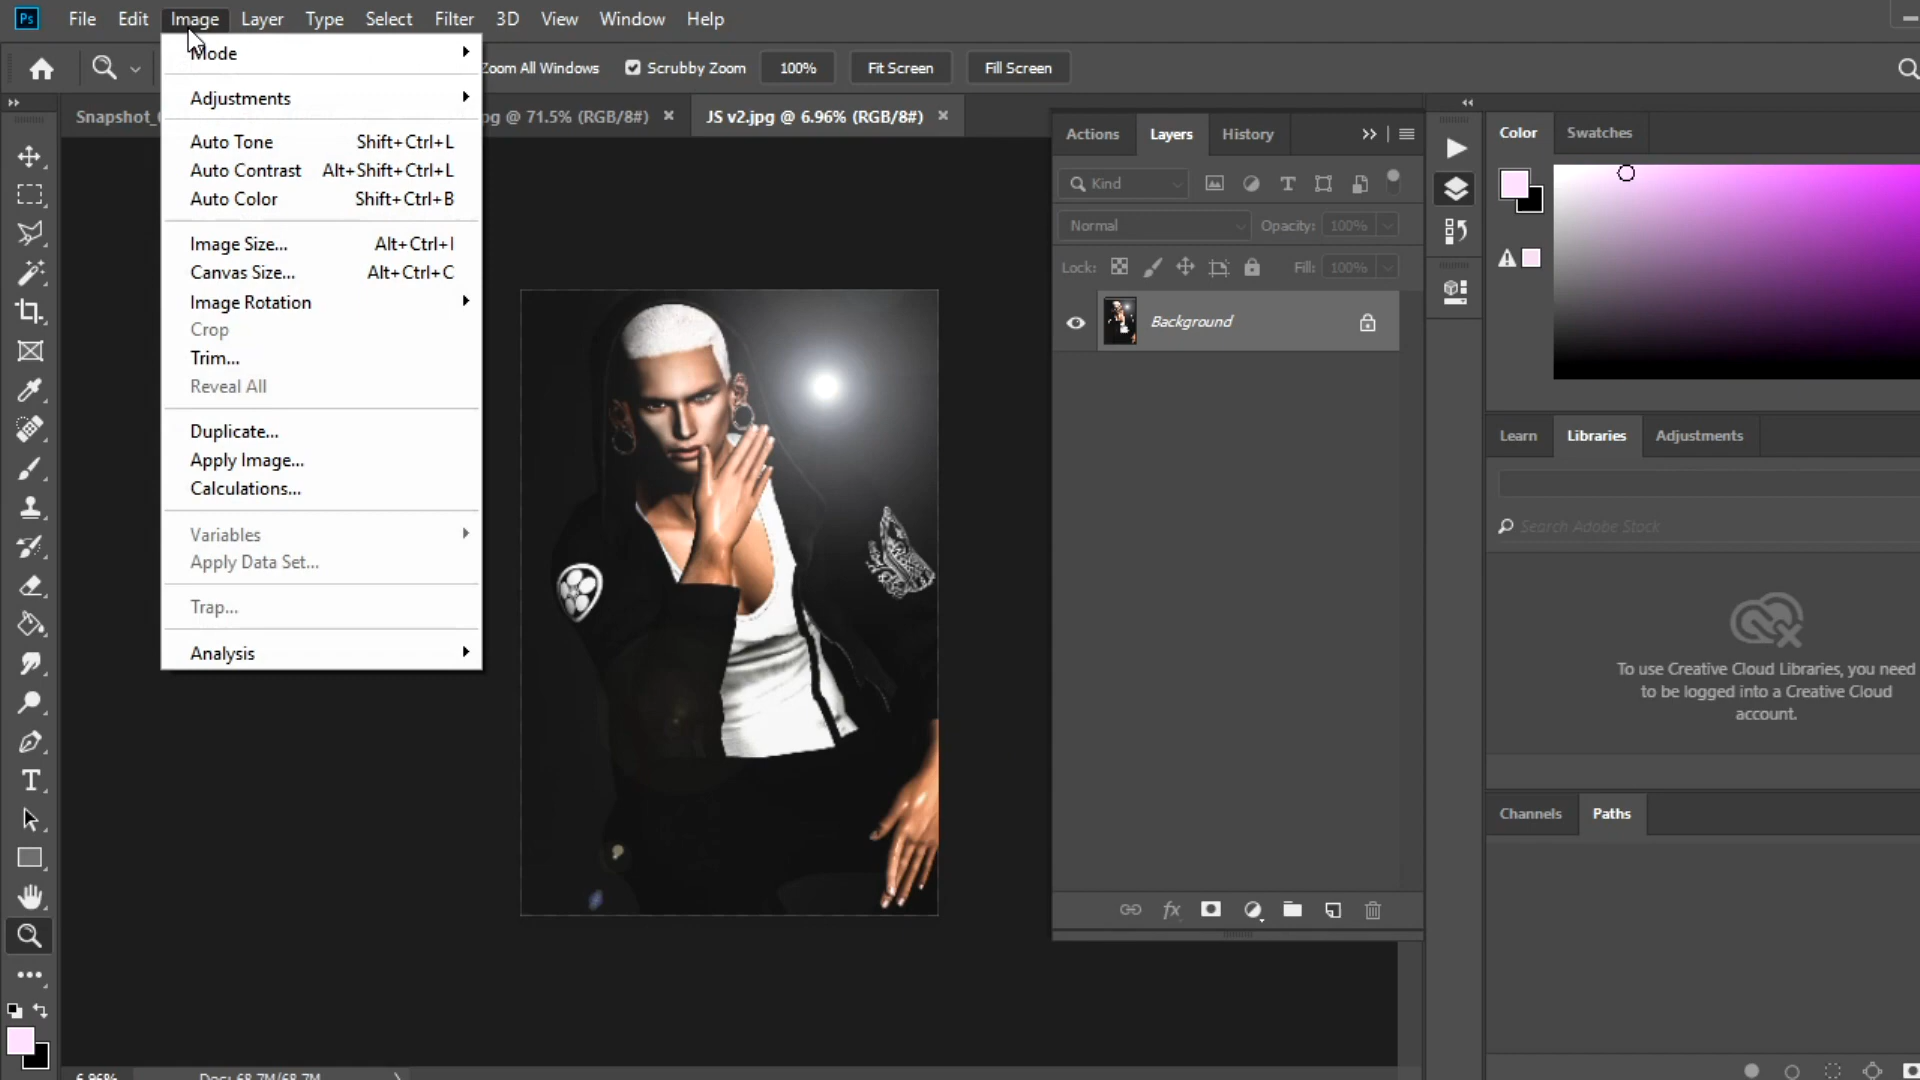 Ps File Edit Image Layer Type Select Filter 3D View Window Help
Zoom All Windows Scrubby Zoom 100% Fit Screen Fill Screen
Snapshot_ pg @ 71.5% (RGB/8#) × JS v2.jpg @ 6.96% (RGB/8#) ×
Mode
Adjustments
Auto Tone Shift+Ctrl+L
Auto Contrast Alt+Shift+Ctrl+L
Auto Color Shift+Ctrl+B
Image Size... Alt+Ctrl+I
Canvas Size... Alt+Ctrl+C
Image Rotation
Crop
Trim...
Reveal All
Duplicate...
Apply Image...
Calculations...
Variables
Apply Data Set...
Trap...
Analysis
Actions Layers History
Kind
Normal Opacity: 100%
Lock: Fill: 100%
Background
fx
Color Swatches
Learn Libraries Adjustments
Search Adobe Stock
To use Creative Cloud Libraries, you need
to be logged into a Creative Cloud
account.
Channels Paths
6.96% Doc: 68.7M/68.7M